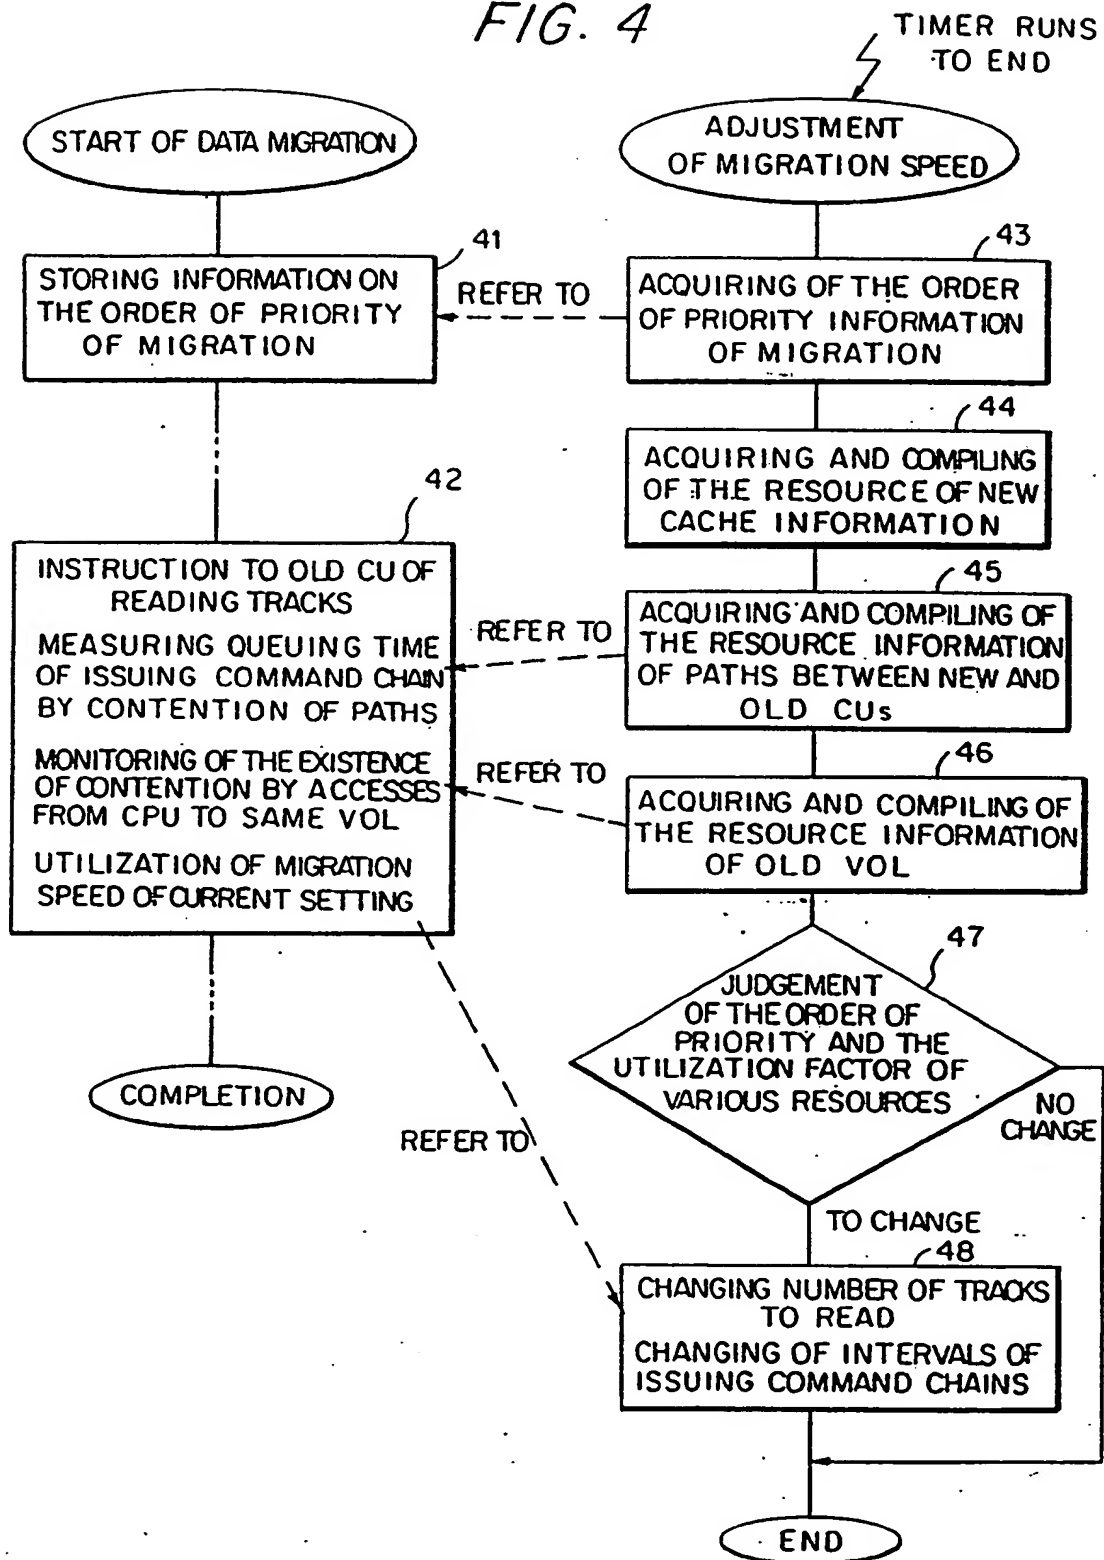 FIG. 4
TIMER RUNS
TO END
START OF DATA MIGRATION
41
STORING INFORMATION ON
THE ORDER OF PRIORITY
OF MIGRATION
42
INSTRUCTION TO OLD CU OF
READING TRACKS
MEASURING QUEUING TIME
OF ISSUING COMMAND CHAIN
BY CONTENTION OF PATHS
MONITORING OF THE EXISTENCE
OF CONTENTION BY ACCESSES
FROM CPU TO SAME VOL
UTILIZATION OF MIGRATION
SPEED OF CURRENT SETTING
COMPLETION
ADJUSTMENT
OF MIGRATION SPEED
43
REFER TO
ACQUIRING OF THE ORDER
OF PRIORITY INFORMATION
OF MIGRATION
44
ACQUIRING AND COMPILING
OF THE RESOURCE OF NEW
CACHE INFORMATION
45
REFER TO
ACQUIRING AND COMPILING OF
THE RESOURCE INFORMATION
OF PATHS BETWEEN NEW AND
OLD CUs
46
REFER TO
ACQUIRING AND COMPILING OF
THE RESOURCE INFORMATION
OF OLD VOL
47
JUDGEMENT
OF THE ORDER OF
PRIORITY AND THE
UTILIZATION FACTOR OF
VARIOUS RESOURCES
NO
CHANGE
REFER TO
TO CHANGE
48
CHANGING NUMBER OF TRACKS
TO READ
CHANGING OF INTERVALS OF
ISSUING COMMAND CHAINS
END